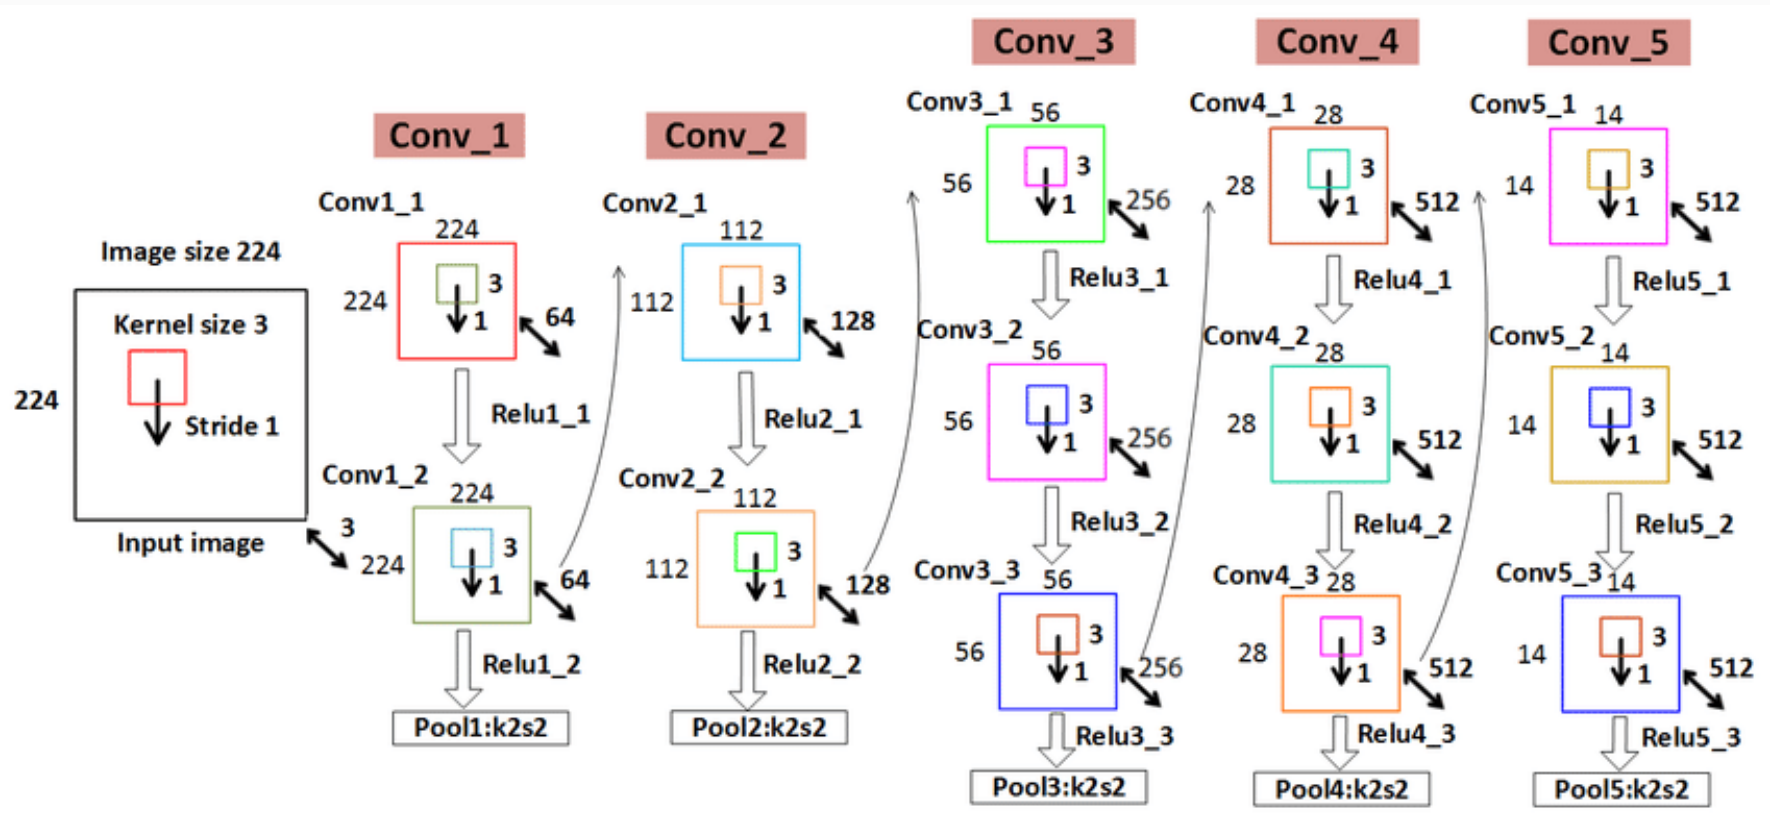 Image size 224
Kernel size 3
224
Stride 1
Input image
3
Conv_1
Conv1_1
224
224
3
1
64
Relu1_1
Conv1_2
224
224
3
1
64
Relu1_2
Pool1:k2s2
Conv_2
Conv2_1
112
112
3
1
128
Relu2_1
Conv2_2
112
112
3
1
128
Relu2_2
Pool2:k2s2
Conv_3
Conv3_1
56
56
3
1
256
Relu3_1
Conv3_2
56
56
3
1
256
Relu3_2
Conv3_3
56
56
3
1
256
Relu3_3
Pool3:k2s2
Conv_4
Conv4_1
28
28
3
1
512
Relu4_1
Conv4_2
28
28
3
1
512
Relu4_2
Conv4_3
28
28
3
1
512
Relu4_3
Pool4:k2s2
Conv_5
Conv5_1
14
14
3
1
512
Relu5_1
Conv5_2
14
14
3
1
512
Relu5_2
Conv5_3
14
14
3
1
512
Relu5_3
Pool5:k2s2